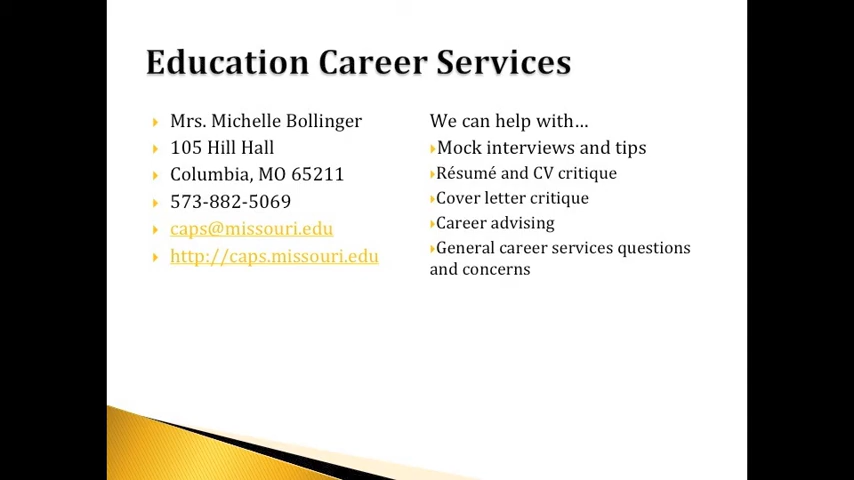 Education Career Services
Mrs. Michelle Bollinger
105 Hill Hall
Columbia, MO 65211
573-882-5069
caps@missouri.edu
http://caps.missouri.edu
We can help with…
Mock interviews and tips
Résumé and CV critique
Cover letter critique
Career advising
General career services questions
and concerns